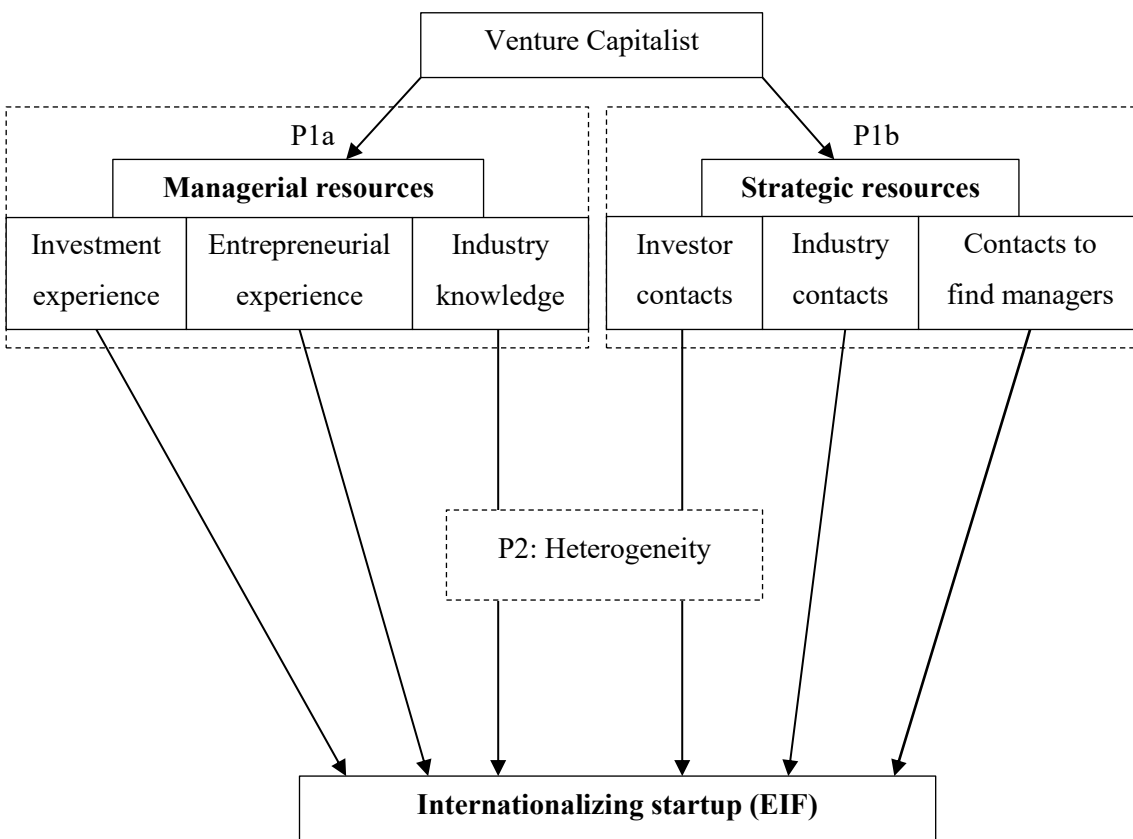 Venture Capitalist
P1a
P1b
Managerial resources
Strategic resources
Investment
experience
Entrepreneurial
experience
Industry
knowledge
Investor
contacts
Industry
contacts
Contacts to
find managers
P2: Heterogeneity
Internationalizing startup (EIF)